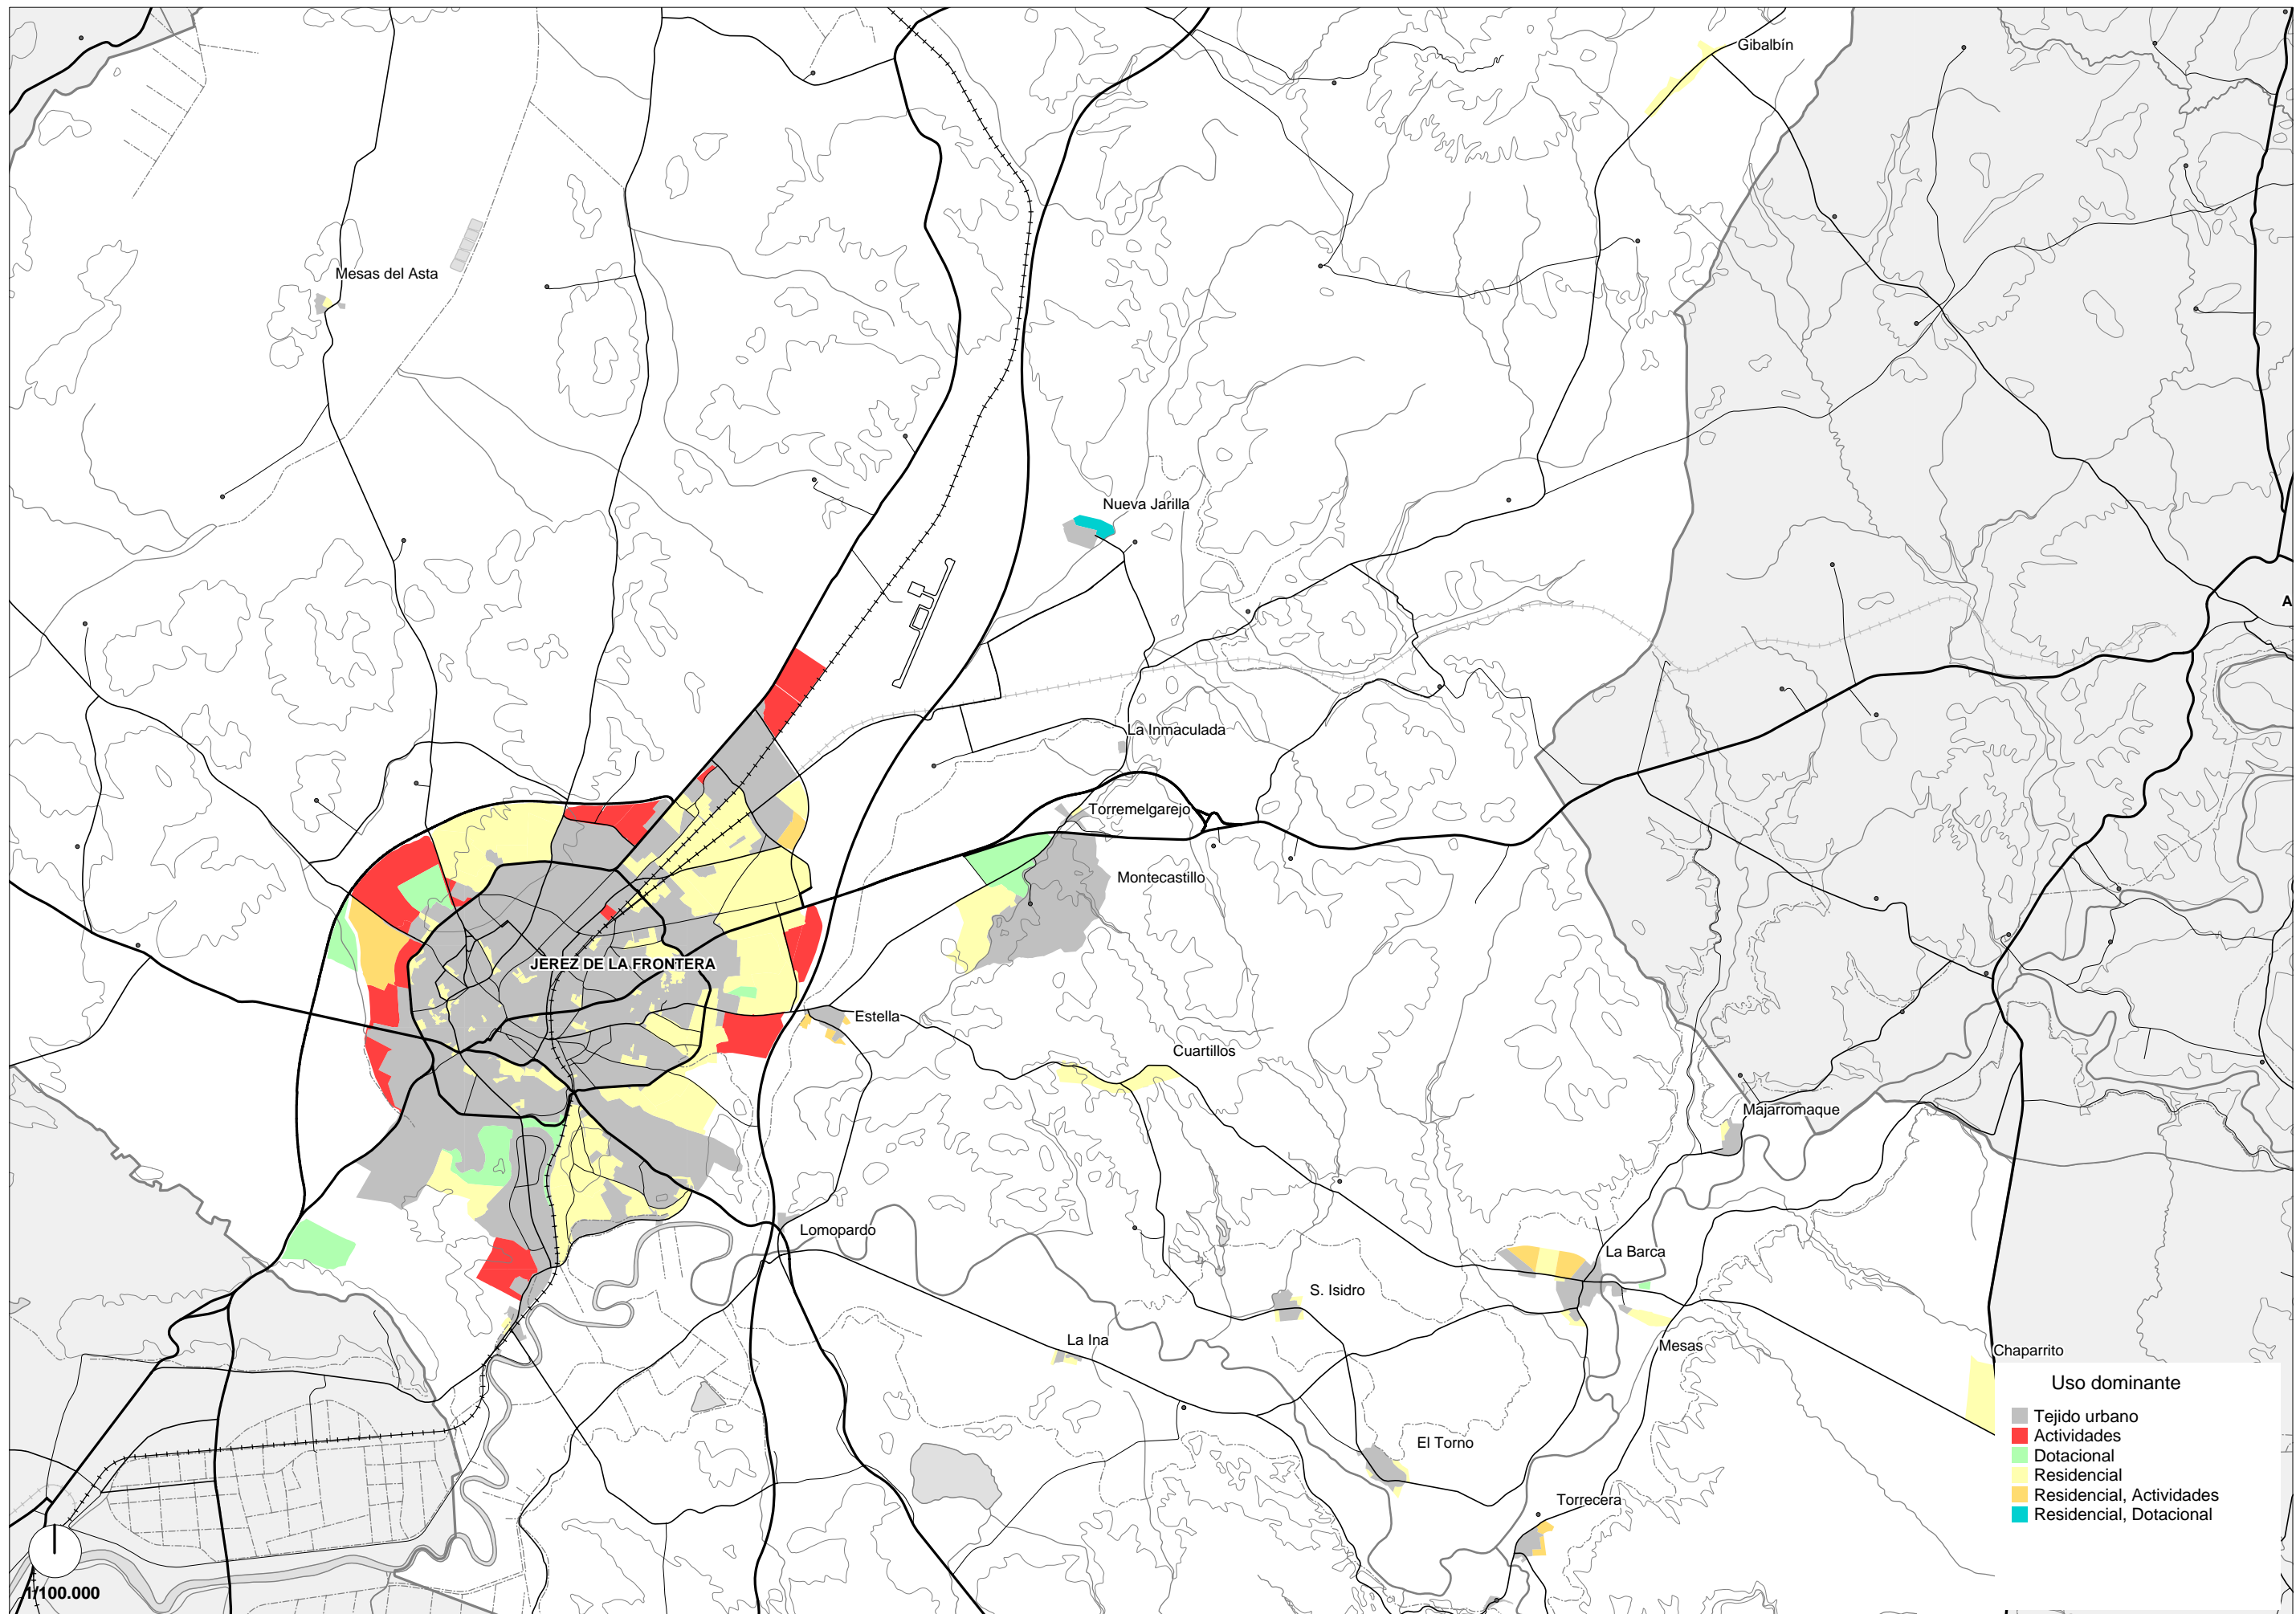 Gibalbín
Mesas del Asta
Nueva Jarilla
A
La Inmaculada
Torremelgarejo
Montecastillo
JEREZ DE LA FRONTERA
Estella
Cuartillos
Majarromaque
Lomopardo
La Barca
S. Isidro
La Ina
Mesas
Chaparrito
El Torno
Torrecera
Uso dominante
Tejido urbano
Actividades
Dotacional
Residencial
Residencial, Actividades
Residencial, Dotacional
1/100.000